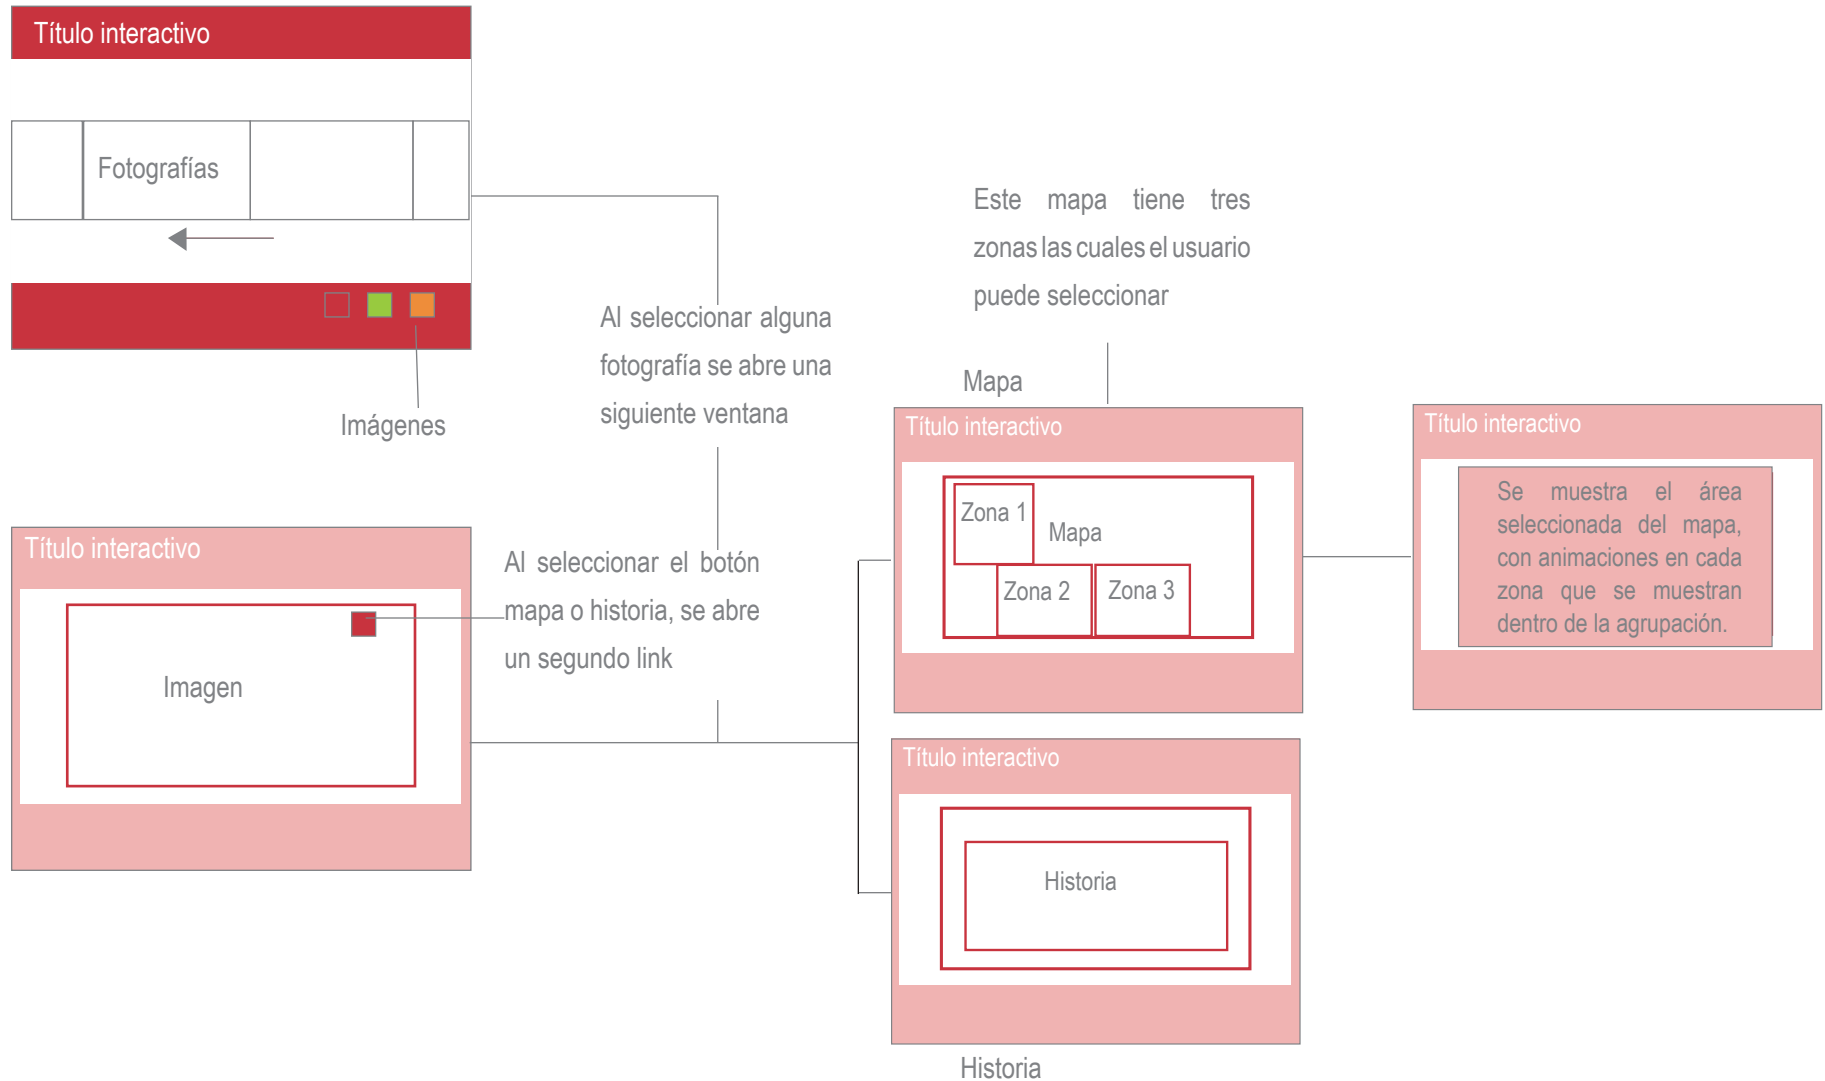 Título interactivo
Fotografías
Imágenes
Al seleccionar alguna
fotografía se abre una
siguiente ventana
Título interactivo
Imagen
Al seleccionar el botón
mapa o historia, se abre
un segundo link
Este mapa tiene tres
zonas las cuales el usuario
puede seleccionar
Mapa
Título interactivo
Zona 1
Mapa
Zona 2
Zona 3
Título interactivo
Se muestra el área
seleccionada del mapa,
con animaciones en cada
zona que se muestran
dentro de la agrupación.
Título interactivo
Historia
Historia